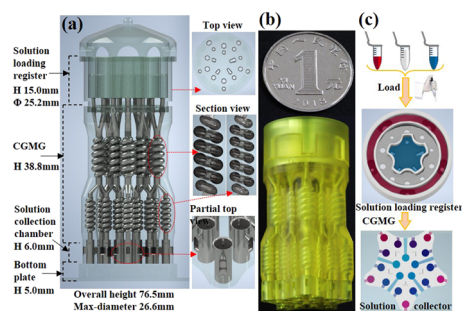 (a)
Solution
loading
register
H 15.0mm
Φ 25.2mm
CGMG
H 38.8mm
Solution
collection
chamber
H 6.0mm
Bottom
plate
H 5.0mm
Overall height 76.5mm
Max-diameter 26.6mm
Top view
Section view
Partial top
view
(b)
1
元
(c)
Load
Solution loading register
CGMG
Solution collector